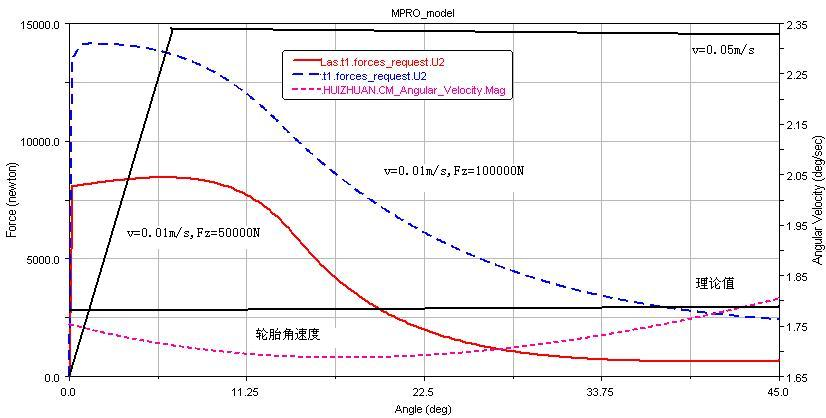 MPRO_model
15000.0
2.35
v=0.05m/s
Las.t1.forces_request.U2
.t1.forces_request.U2
.HUIZHUAN.CM_Angular_Velocity.Mag
2.25
10000.0
2.15
v=0.01m/s,Fz=100000N
2.05
Force (newton)
Angular Velocity (deg/sec)
v=0.01m/s,Fz=50000N
1.95
5000.0
1.85
理论值
轮胎角速度
1.75
0.0
1.65
0.0
11.25
22.5
33.75
45.0
Angle (deg)